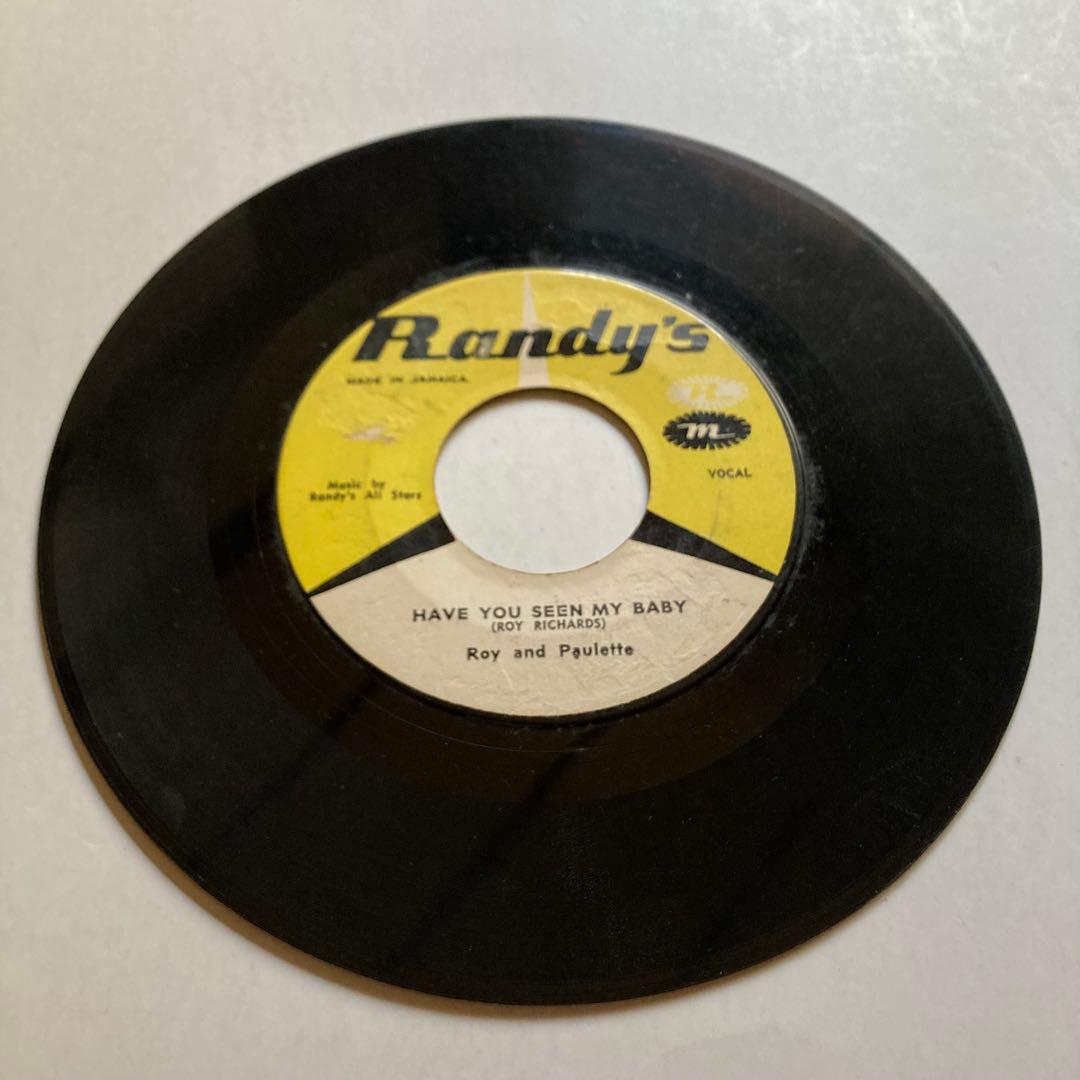 Randy's
MADE IN JAMAICA
m
VOCAL
Music by
Randy's All Stars
HAVE YOU SEEN MY BABY
(ROY RICHARDS)
Roy and Paulette